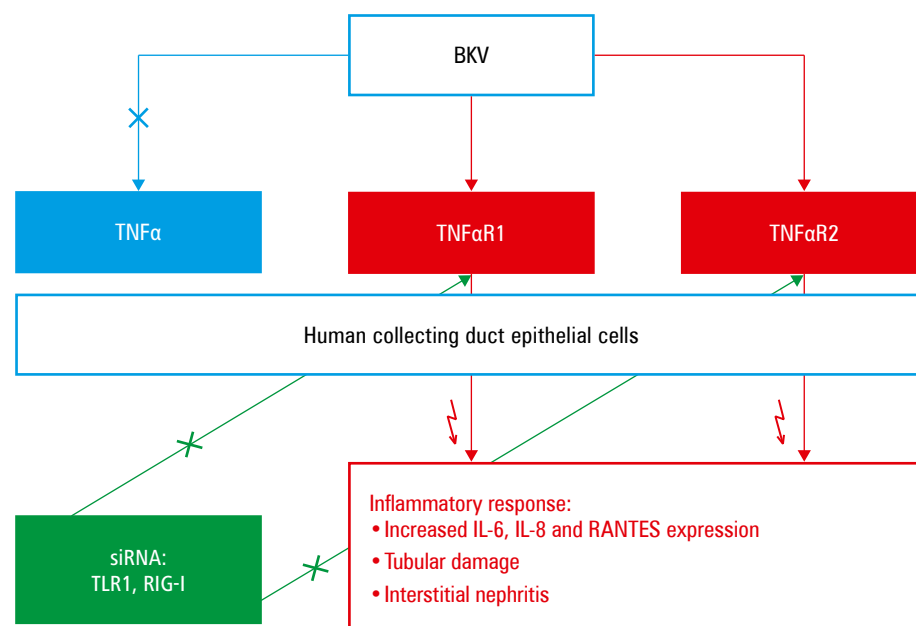 BKV
TNFα
TNFαR1
TNFαR2
Human collecting duct epithelial cells
siRNA:
TLR1, RIG-I
Inflammatory response:
• Increased IL-6, IL-8 and RANTES expression
• Tubular damage
• Interstitial nephritis